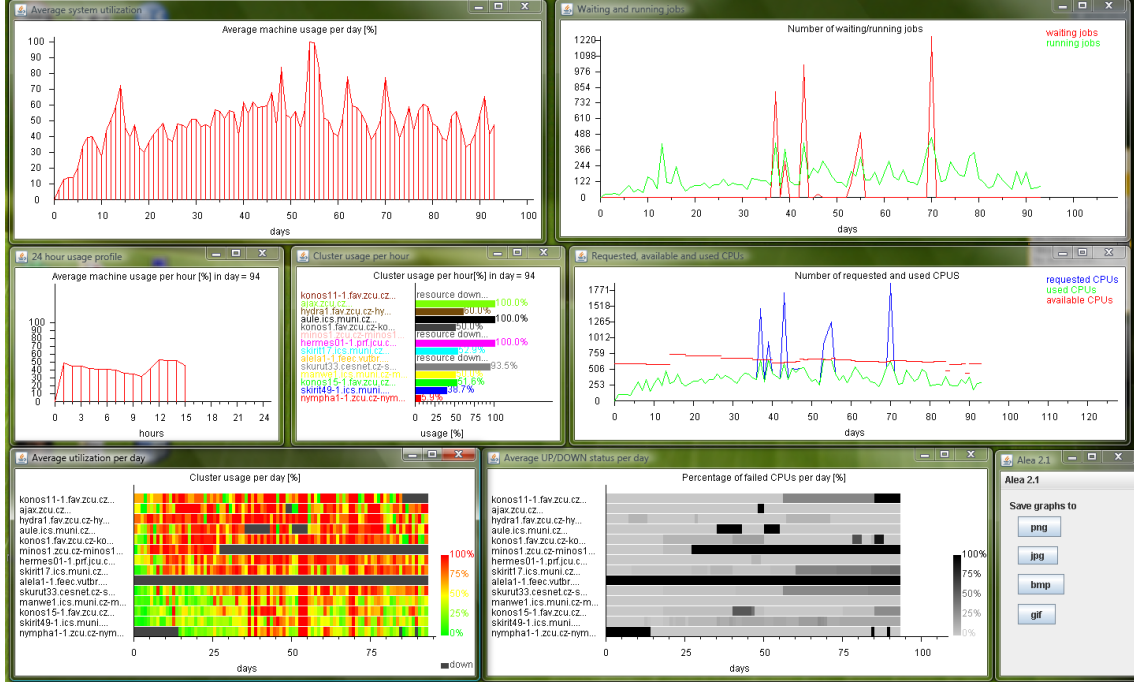 Average system utilization
Average machine usage per day [%]
100
90
80
70
60
50
40
30
20
10
0
0 10 20 30 40 50 60 70 80 90 100
days
Waiting and running jobs
Number of waiting/running jobs
waiting jobs
running jobs
1220
1098
976
854
732
610
488
366
244
122
0
0 10 20 30 40 50 60 70 80 90 100
days
24 hour usage profile
Average machine usage per hour [%] in day = 94
100
90
80
70
60
50
40
30
20
10
0
0 3 6 9 12 15 18 21 24
hours
Cluster usage per hour
Cluster usage per hour[%] in day = 94
konos11-1.fav.zcu.cz... resource down...
ajax.zcu.cz... 100.0%
hydra1.fav.zcu.cz-hy... 60.0%
aule.ics.muni.cz... 100.0%
konos1.fav.zcu.cz-ko... 50.0%
minos1.zcu.cz-minos1... resource down...
hermes01-1.prf.jcu.c... 100.0%
skirit17.ics.muni.cz... 52.9%
alela1-1.feec.vutbr.... resource down...
skurut33.cesnet.cz-s... 93.5%
manwe1.ics.muni.cz-m...
konos15-1.fav.zcu.cz... 51.6%
skirit49-1.ics.muni.... 38.7%
nympha1-1.zcu.cz-nym... 5.9%
0 50 100
usage [%]
Requested, available and used CPUs
Number of requested and used CPUS
requested CPUs
used CPUs
available CPUs
1771
1518
1265
1012
759
506
253
0
0 10 20 30 40 50 60 70 80 90 100 110 120
days
Average utilization per day
Cluster usage per day [%]
konos11-1.fav.zcu.cz...
ajax.zcu.cz...
hydra1.fav.zcu.cz-hy...
aule.ics.muni.cz...
konos1.fav.zcu.cz-ko...
minos1.zcu.cz-minos1...
hermes01-1.prf.jcu.c...
skirit17.ics.muni.cz...
alela1-1.feec.vutbr....
skurut33.cesnet.cz-s...
manwe1.ics.muni.cz-m...
konos15-1.fav.zcu.cz...
skirit49-1.ics.muni....
nympha1-1.zcu.cz-nym...
100%
75%
50%
25%
0%
down
0 25 50 75
days
Average UP/DOWN status per day
Percentage of failed CPUs per day [%]
konos11-1.fav.zcu.cz...
ajax.zcu.cz...
hydra1.fav.zcu.cz-hy...
aule.ics.muni.cz...
konos1.fav.zcu.cz-ko...
minos1.zcu.cz-minos1...
hermes01-1.prf.jcu.c...
skirit17.ics.muni.cz...
alela1-1.feec.vutbr....
skurut33.cesnet.cz-s...
manwe1.ics.muni.cz-m...
konos15-1.fav.zcu.cz...
skirit49-1.ics.muni....
nympha1-1.zcu.cz-nym...
100%
75%
50%
25%
0%
0 25 50 75 100
days
Alea 2.1
Alea 2.1
Save graphs to
png
jpg
bmp
gif